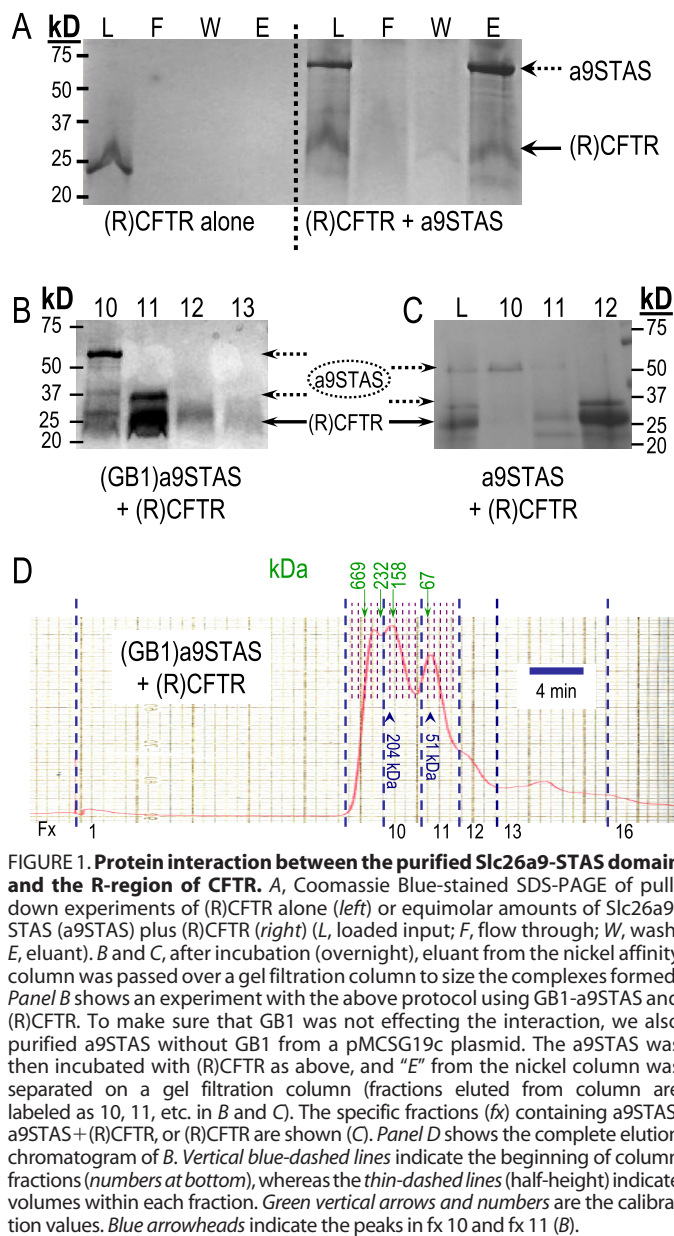 A kD L F W E L F W E
75
50
37
25
20
a9STAS
(R)CFTR
(R)CFTR alone
(R)CFTR + a9STAS
B kD 10 11 12 13
75
50
37
25
20
(GB1)a9STAS
+ (R)CFTR
a9STAS
(R)CFTR
C L 10 11 12 kD
75
50
37
25
20
a9STAS
+ (R)CFTR
D
kDa
669
232
158
67
(GB1)a9STAS
+ (R)CFTR
4 min
204 kDa
51 kDa
Fx 1 10 11 12 13 16
FIGURE 1. Protein interaction between the purified Slc26a9-STAS domain
and the R-region of CFTR. A, Coomassie Blue-stained SDS-PAGE of pull
down experiments of (R)CFTR alone (left) or equimolar amounts of Slc26a9
STAS (a9STAS) plus (R)CFTR (right) (L, loaded input; F, flow through; W, wash
E, eluant). B and C, after incubation (overnight), eluant from the nickel affinity
column was passed over a gel filtration column to size the complexes formed
Panel B shows an experiment with the above protocol using GB1-a9STAS and
(R)CFTR. To make sure that GB1 was not effecting the interaction, we also
purified a9STAS without GB1 from a pMCSG19c plasmid. The a9STAS was
then incubated with (R)CFTR as above, and “E” from the nickel column was
separated on a gel filtration column (fractions eluted from column are
labeled as 10, 11, etc. in B and C). The specific fractions (fx) containing a9STAS
a9STAS+(R)CFTR, or (R)CFTR are shown (C). Panel D shows the complete elution
chromatogram of B. Vertical blue-dashed lines indicate the beginning of column
fractions (numbers at bottom), whereas the thin-dashed lines (half-height) indicate
volumes within each fraction. Green vertical arrows and numbers are the calibra
tion values. Blue arrowheads indicate the peaks in fx 10 and fx 11 (B).